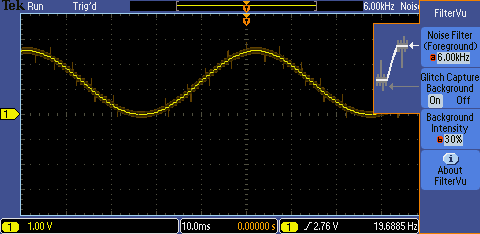 Tek Run Trig'd 6.00kHz Noise
FilterVu
Noise Filter
(Foreground)
a 6.00kHz
Glitch Capture
Background
On Off
Background
Intensity
b 30%
i
About
FilterVu
1
1 1.00 V 10.0ms 0.00000 s 1 2.76 V 19.6885 Hz